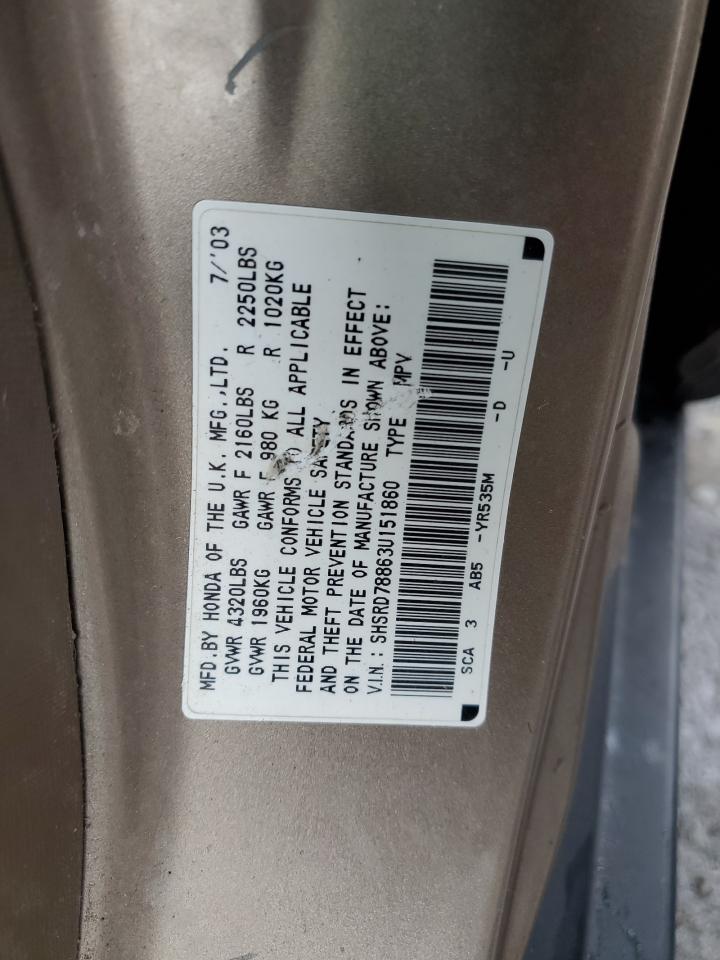 MFD.BY HONDA OF THE U.K. MFG.,LTD. 7/'03
GVWR 4320LBS GAWR F 2160LBS R 2250LBS
GVWR 1960KG GAWR F 980 KG R 1020KG
THIS VEHICLE CONFORMS ALL APPLICABLE
FEDERAL MOTOR VEHICLE SAFETY
AND THEFT PREVENTION STANDARDS IN EFFECT
ON THE DATE OF MANUFACTURE SHOWN ABOVE:
V.I.N.: SHSRD78863U151860 TYPE MPV
SCA 3 AB5 -YR535M -D -U